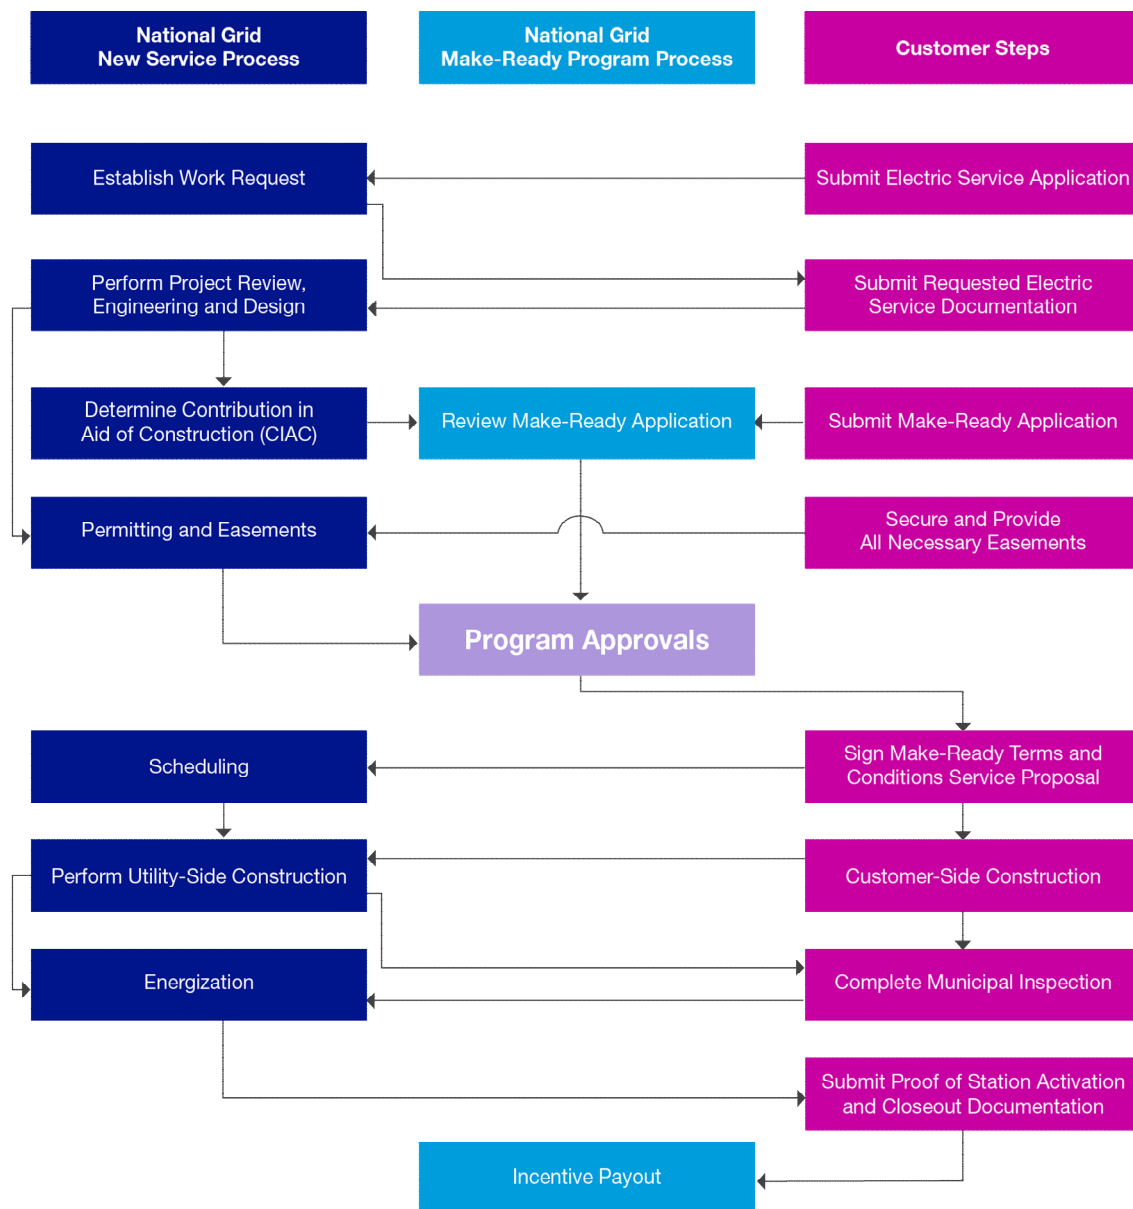 National Grid
New Service Process
National Grid
Make-Ready Program Process
Customer Steps
Establish Work Request
Submit Electric Service Application
Perform Project Review,
Engineering and Design
Submit Requested Electric
Service Documentation
Determine Contribution in
Aid of Construction (CIAC)
Review Make-Ready Application
Submit Make-Ready Application
Permitting and Easements
Secure and Provide
All Necessary Easements
Program Approvals
Scheduling
Sign Make-Ready Terms and
Conditions Service Proposal
Perform Utility-Side Construction
Customer-Side Construction
Energization
Complete Municipal Inspection
Submit Proof of Station Activation
and Closeout Documentation
Incentive Payout